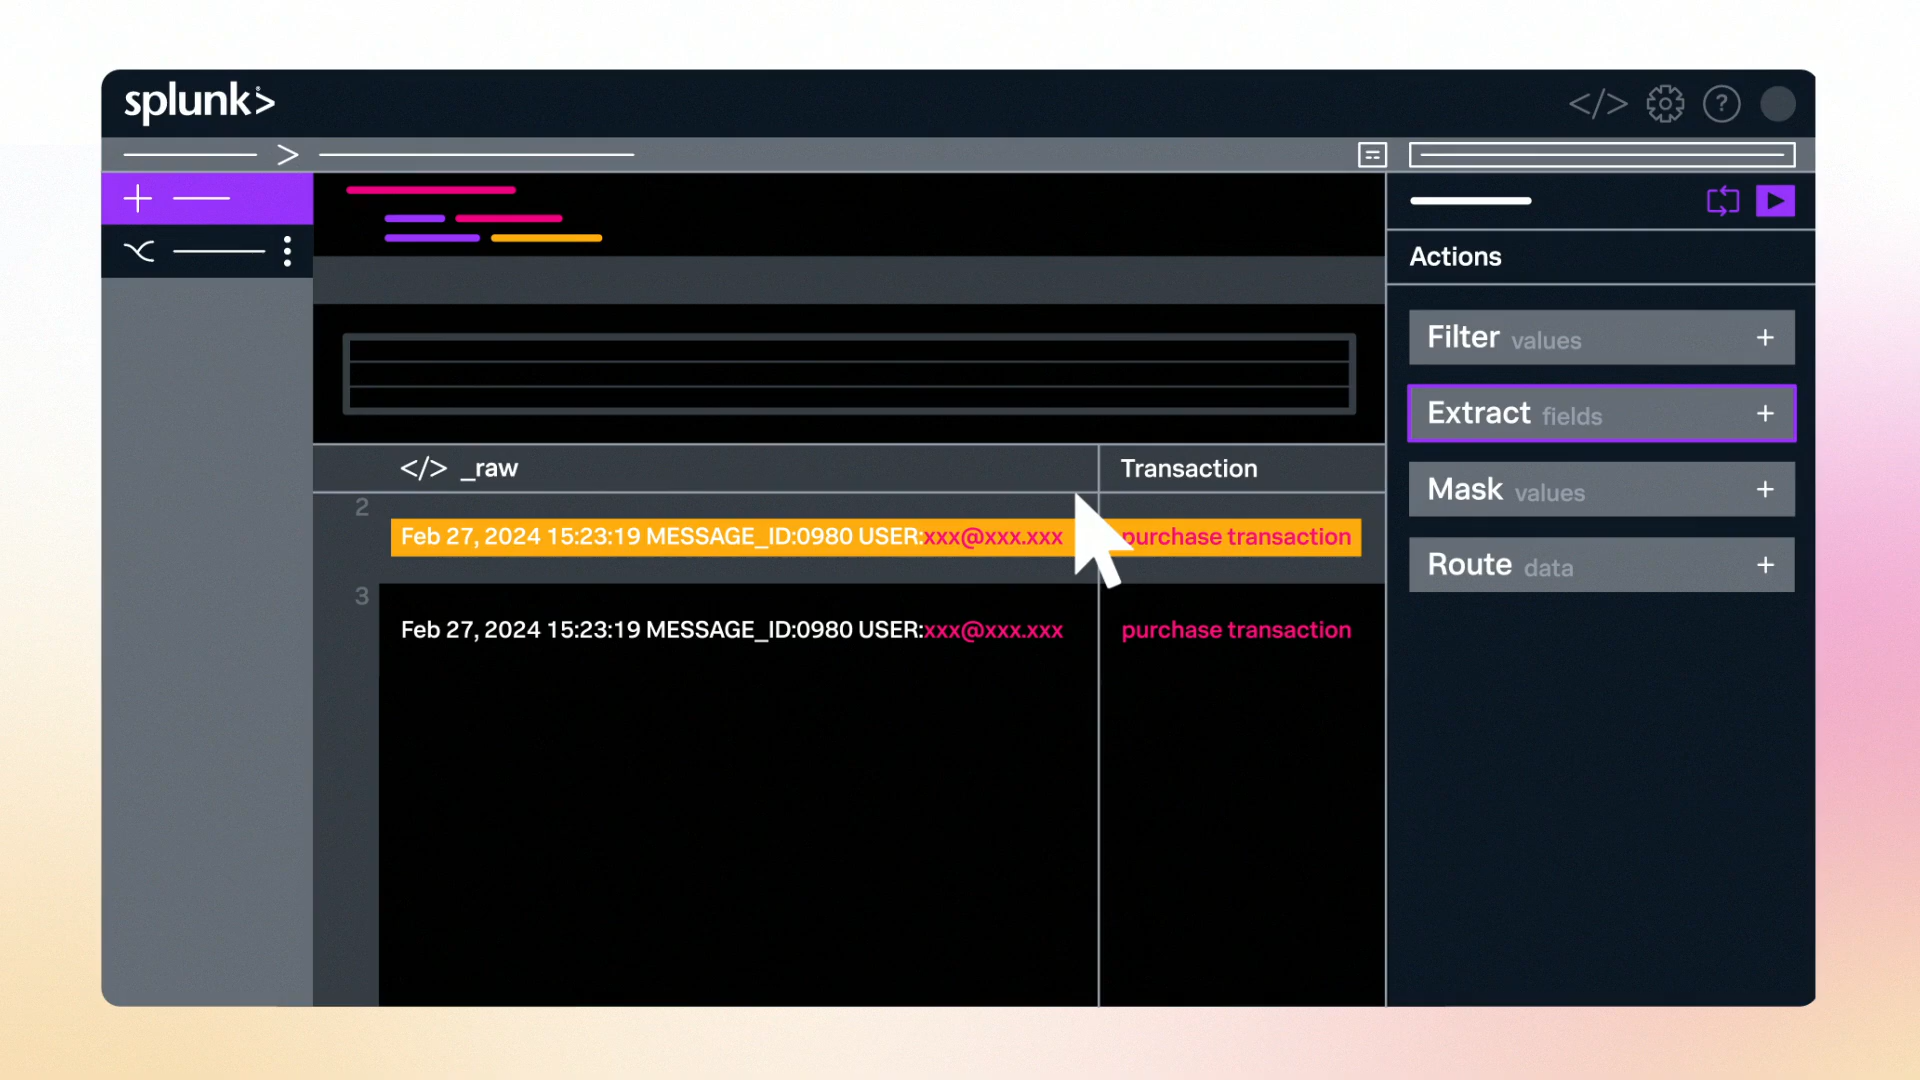 splunk>
Actions
Filter values +
Extract fields +
Mask values +
Route data +
</> _raw
Transaction
2
Feb 27, 2024 15:23:19 MESSAGE_ID:0980 USER:xxx@xxx.xxx
purchase transaction
3
Feb 27, 2024 15:23:19 MESSAGE_ID:0980 USER:xxx@xxx.xxx
purchase transaction